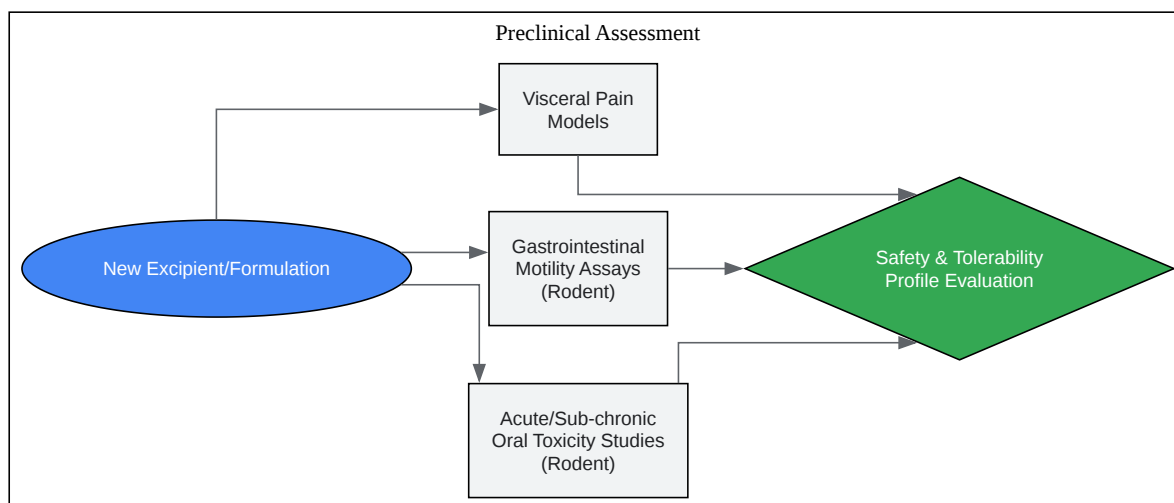 Preclinical Assessment
Visceral Pain
Models
New Excipient/Formulation
Gastrointestinal
Motility Assays
(Rodent)
Acute/Sub-chronic
Oral Toxicity Studies
(Rodent)
Safety & Tolerability
Profile Evaluation